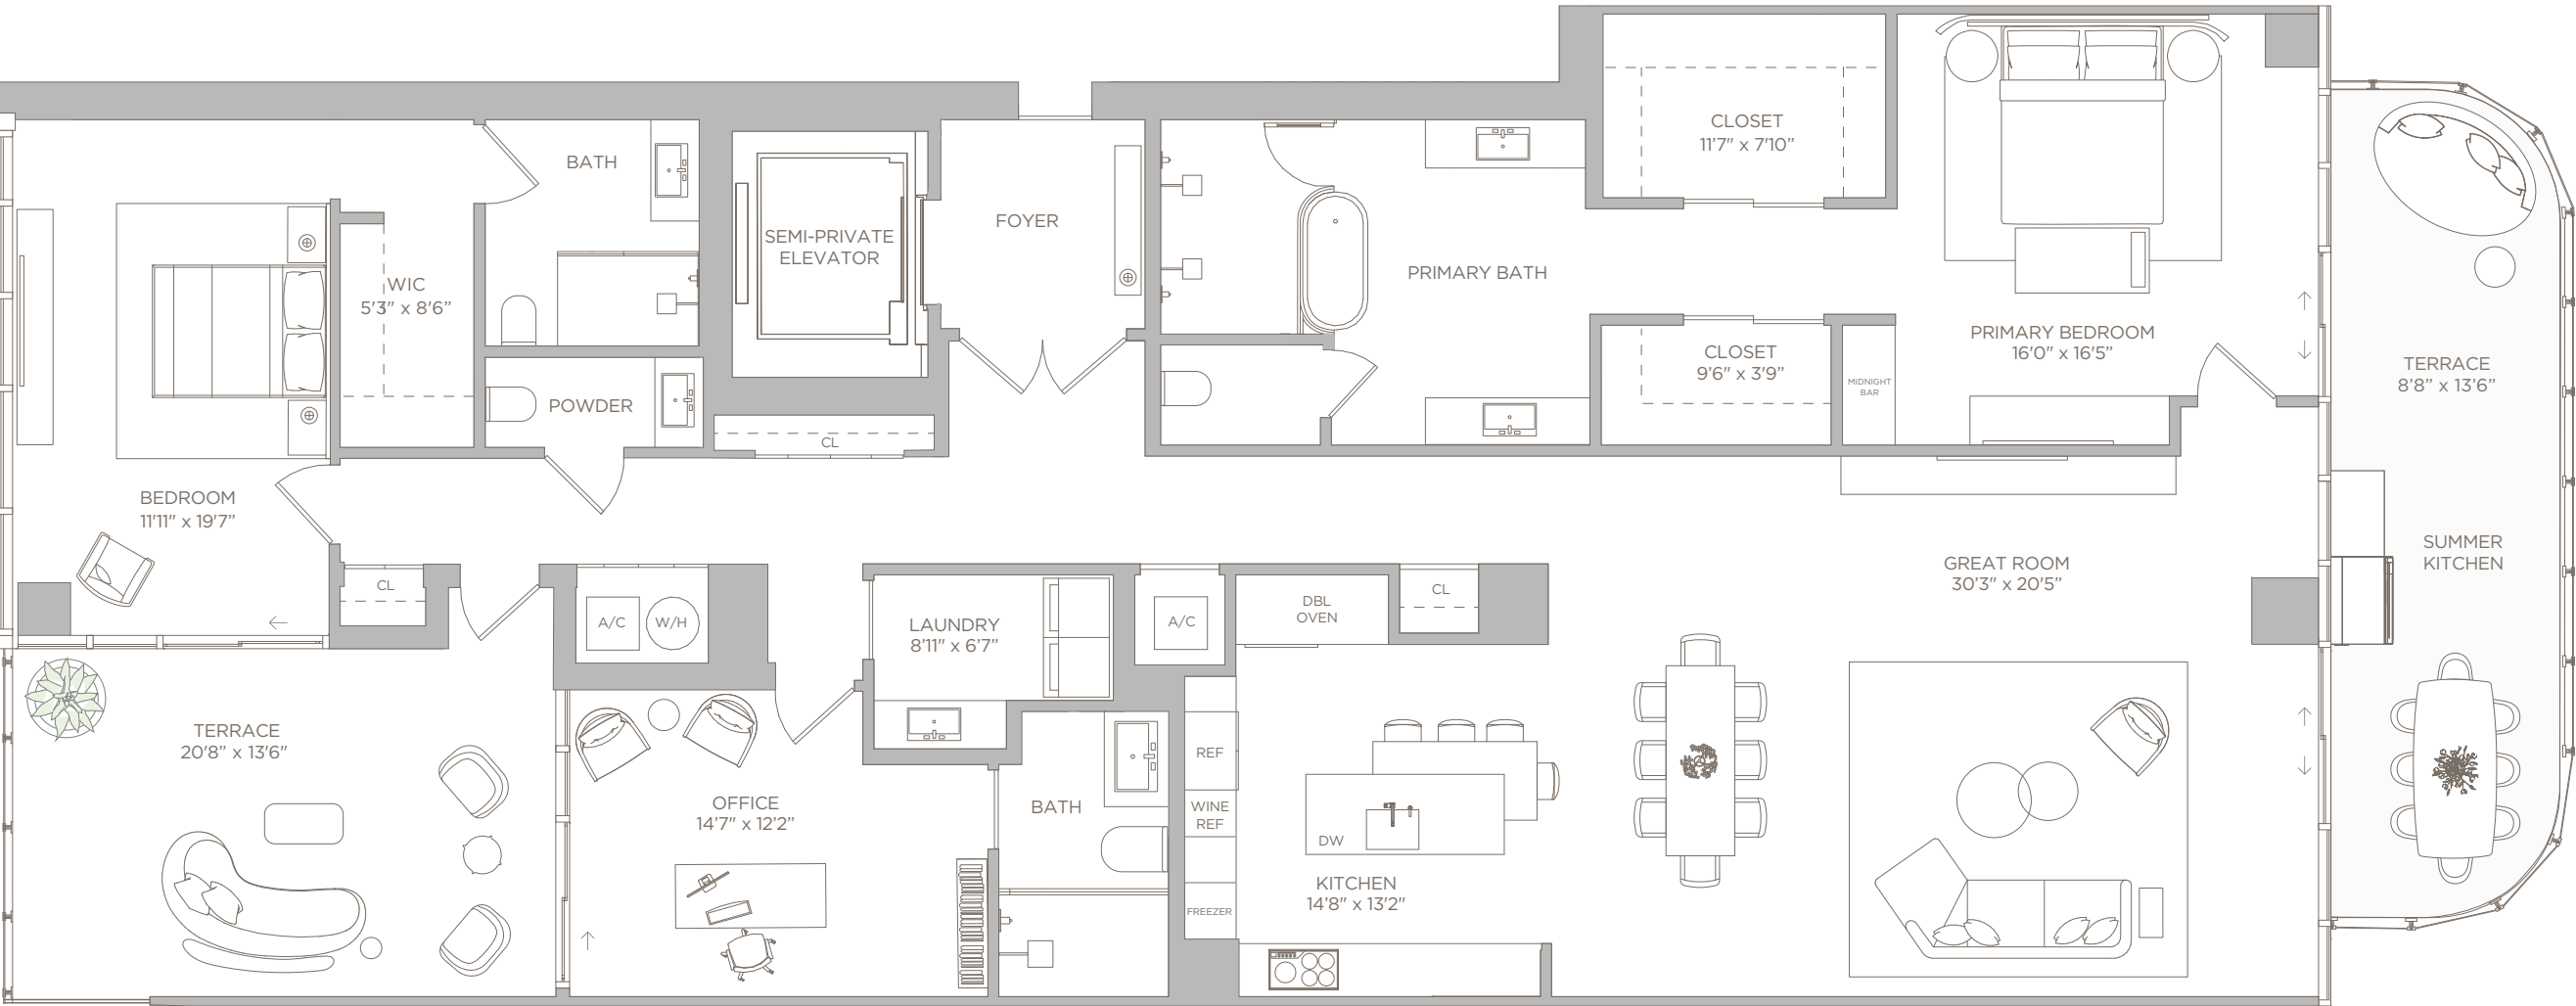 CLOSET
11'7" x 7'10”
BATH
FOYER
SEMI-PRIVATE
ELEVATOR
PRIMARY BATH
WIC
5'3" x 8'6”
PRIMARY BEDROOM
16'0" x 16'5”
CLOSET
9'6" x 3'9”
MIDNIGHT
BAR
TERRACE
8'8” x 13'6”
POWDER
CL
BEDROOM
11'11" x 19'7”
SUMMER
KITCHEN
GREAT ROOM
30'3" x 20'5”
CL
A/C
W/H
LAUNDRY
8'11" x 6'7”
A/C
DBL
OVEN
CL
TERRACE
20'8” x 13'6"
REF
OFFICE
14'7" x 12'2”
BATH
WINE
REF
DW
KITCHEN
14'8" x 13'2"
FREEZER